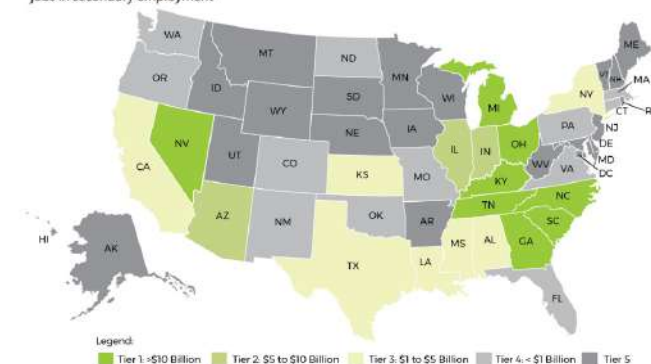 jobs in secondary employment
WA
MT
ND
MN
ME
OR
ID
SD
WI
VT
NH
MA
WY
MI
NY
CT
R
NV
NE
IA
PA
NJ
CA
UT
CO
KS
MO
IL
IN
OH
WV
VA
DE
MD
DC
KY
AZ
NM
OK
AR
TN
NC
SC
MS
AL
GA
HI
AK
TX
LA
FL
Legend:
Tier 1: >$10 Billion Tier 2: $5 to $10 Billion Tier 3: $1 to $5 Billion Tier 4: < $1 Billion Tier 5